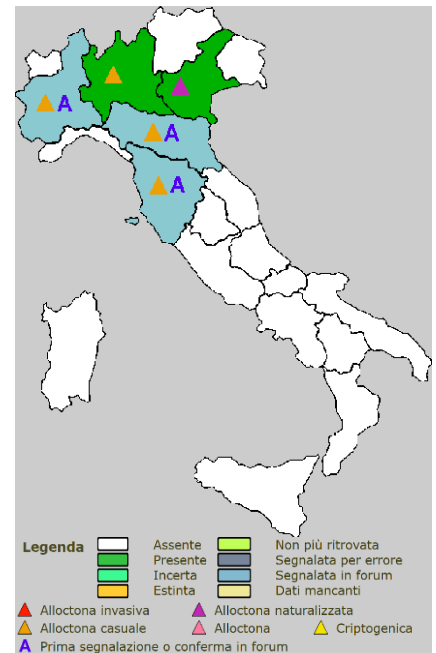 A
A
A
Legenda
Assente Non più ritrovata
Presente Segnalata per errore
Incerta Segnalata in forum
Estinta Dati mancanti
Alloctona invasiva Alloctona naturalizzata
Alloctona casuale Alloctona Criptogenica
A Prima segnalazione o conferma in forum